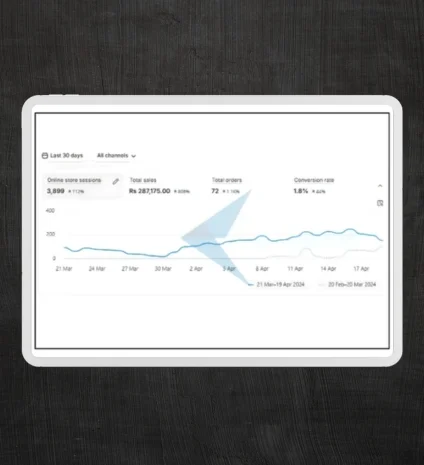 Last 30 days All channels
Online store sessions Total sales Total orders Conversion rate
3,899 Rs 287,175.00 72 1.8%
400
200
0
21 Mar 24 Mar 27 Mar 30 Mar 2 Apr 5 Apr 8 Apr 11 Apr 14 Apr 17 Apr
21 Mar–19 Apr 2024 20 Feb–20 Mar 2024